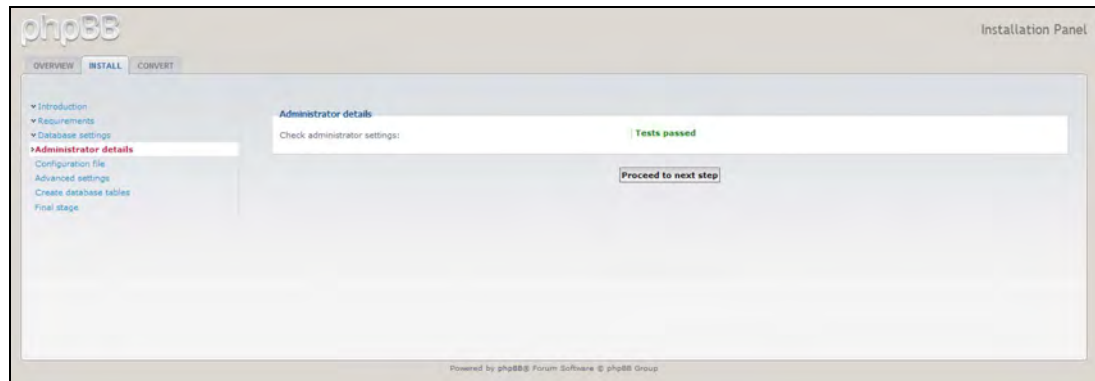 phpBB
Installation Panel
OVERVIEW INSTALL CONVERT
Introduction
Requirements
Database settings
Administrator details
Configuration file
Advanced settings
Create database tables
Final stage
Administrator details
Check administrator settings: Tests passed
Proceed to next step
Powered by phpBB® Forum Software © phpBB Group